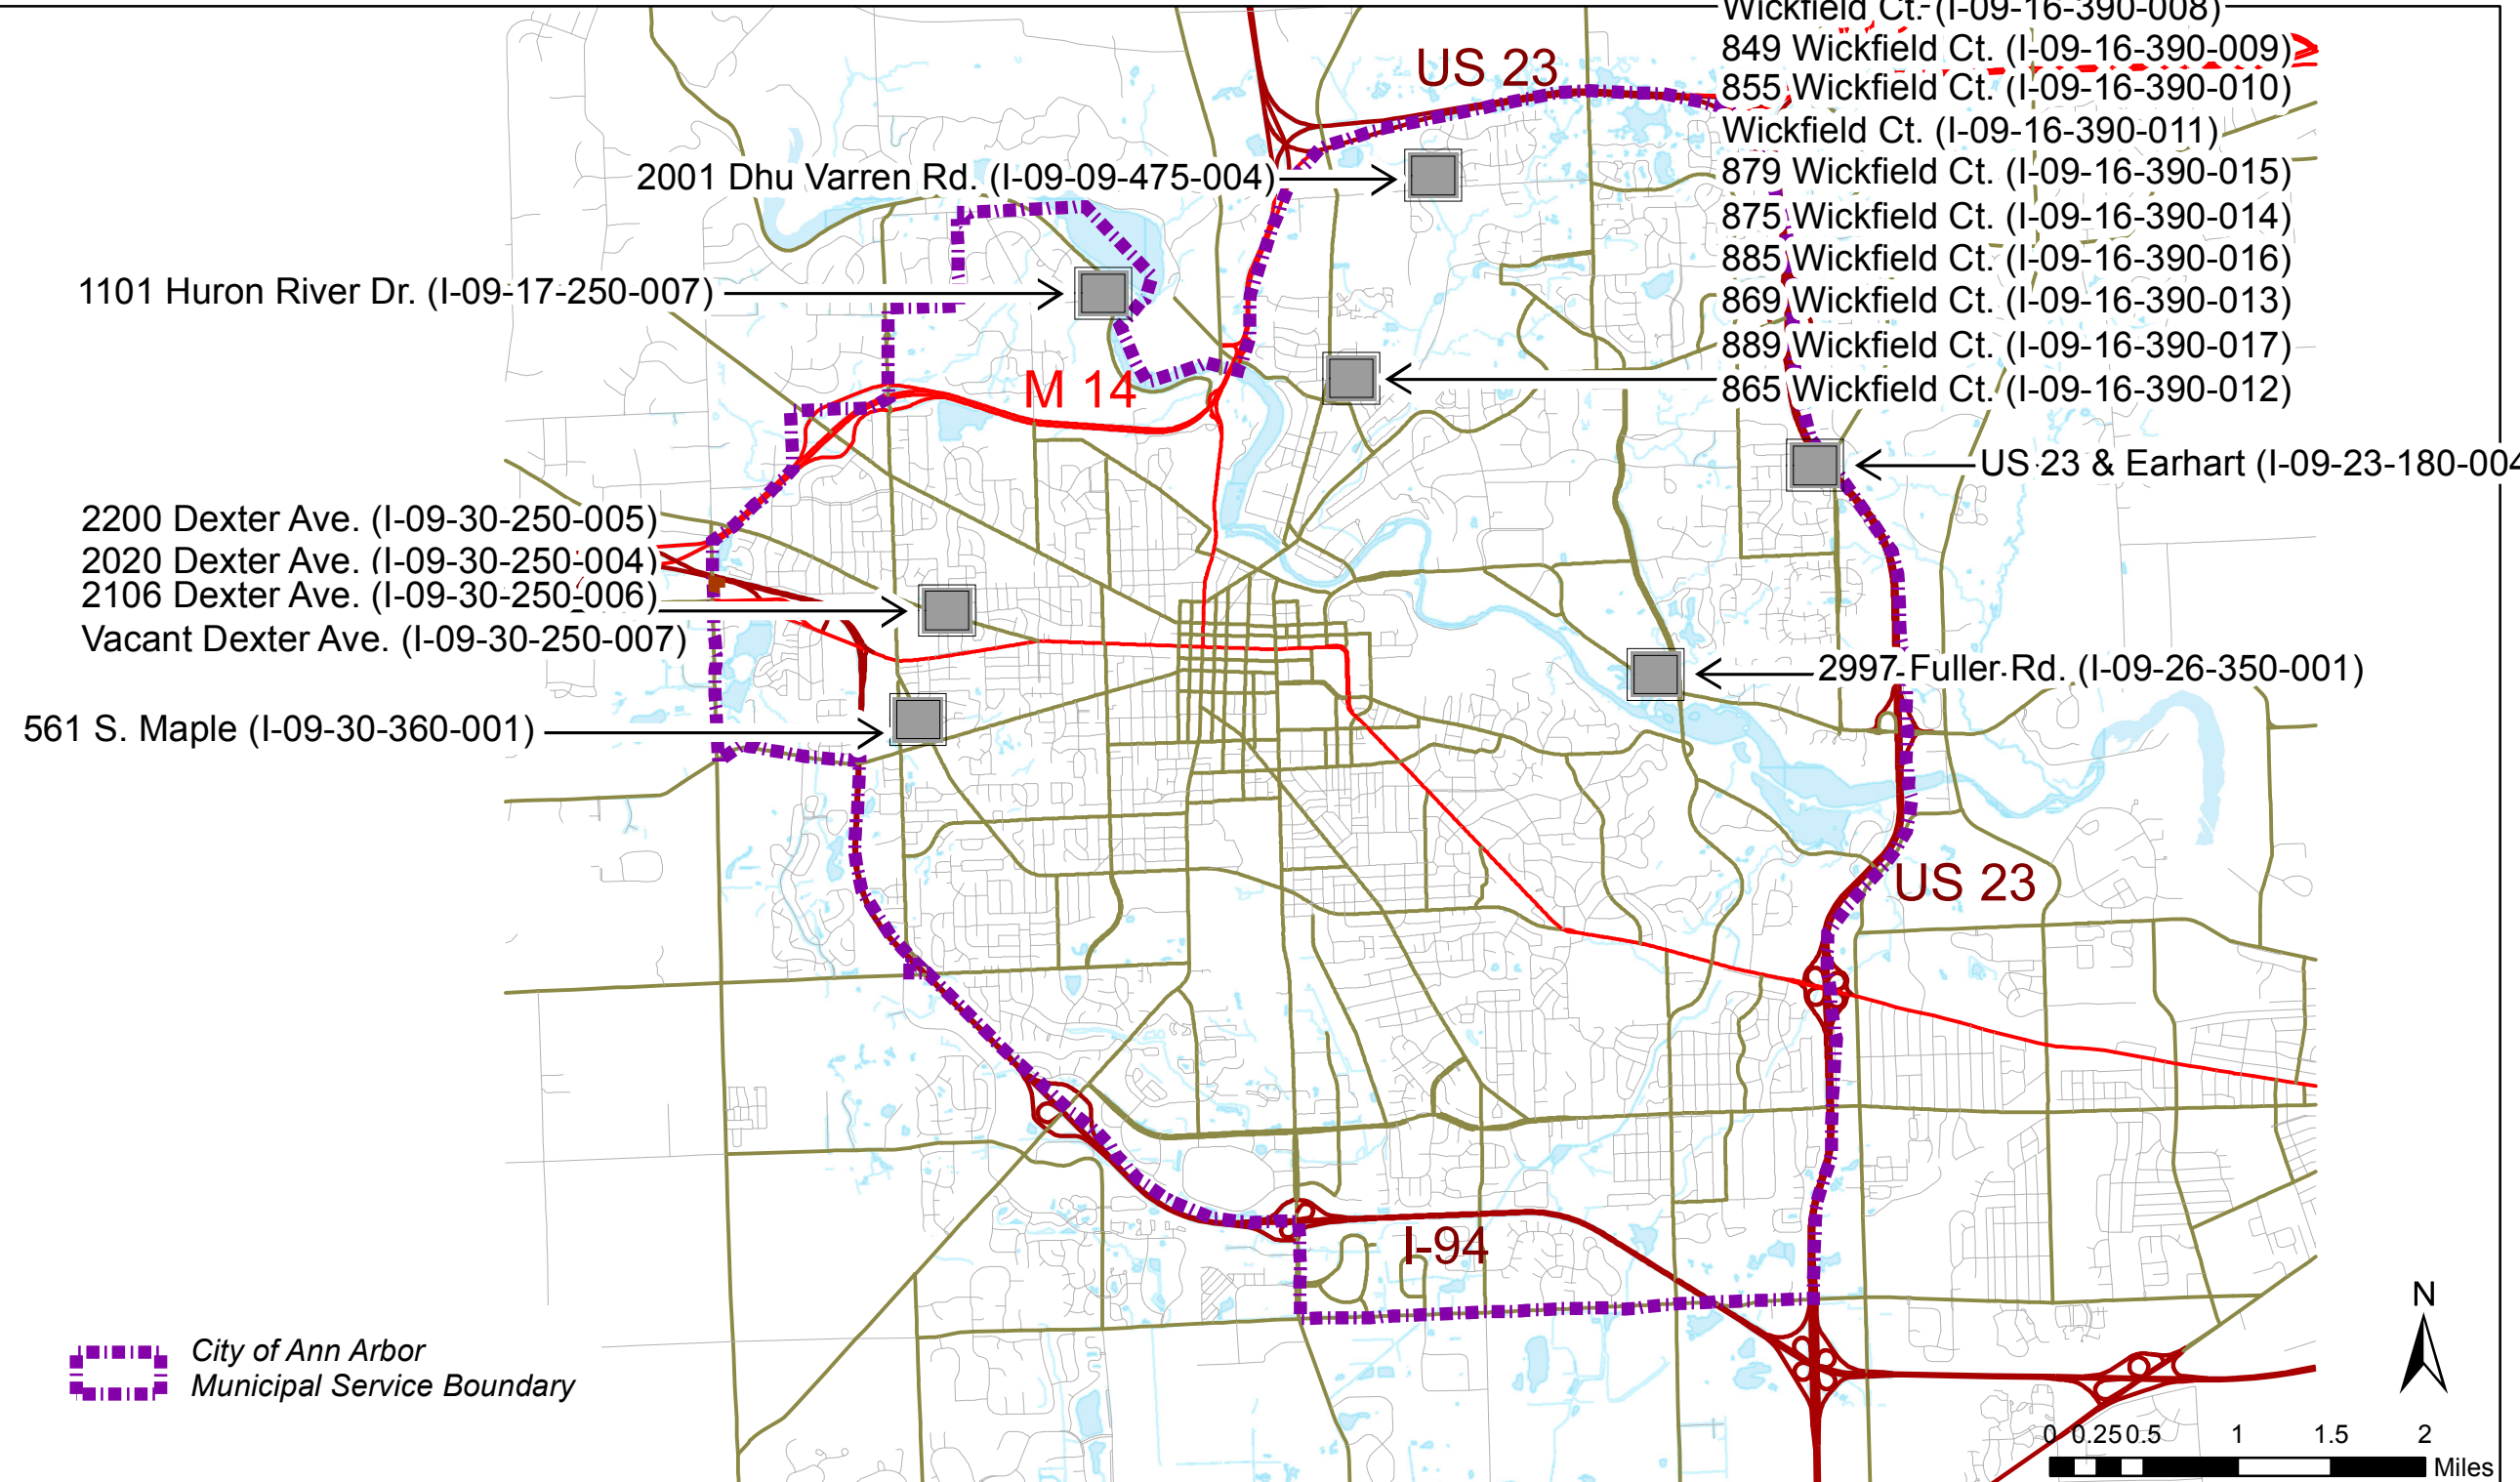 Wickfield Ct. (I-09-16-390-008)
849 Wickfield Ct. (I-09-16-390-009)
855 Wickfield Ct. (I-09-16-390-010)
Wickfield Ct. (I-09-16-390-011)
879 Wickfield Ct. (I-09-16-390-015)
875 Wickfield Ct. (I-09-16-390-014)
885 Wickfield Ct. (I-09-16-390-016)
869 Wickfield Ct. (I-09-16-390-013)
889 Wickfield Ct. (I-09-16-390-017)
865 Wickfield Ct. (I-09-16-390-012)
US 23
2001 Dhu Varren Rd. (I-09-09-475-004)
1101 Huron River Dr. (I-09-17-250-007)
M 14
US 23 & Earhart (I-09-23-180-004
2200 Dexter Ave. (I-09-30-250-005)
2020 Dexter Ave. (I-09-30-250-004)
2106 Dexter Ave. (I-09-30-250-006)
Vacant Dexter Ave. (I-09-30-250-007)
2997 Fuller Rd. (I-09-26-350-001)
561 S. Maple (I-09-30-360-001)
US 23
I-94
City of Ann Arbor
Municipal Service Boundary
N
0 0.25 0.5 1 1.5 2
Miles